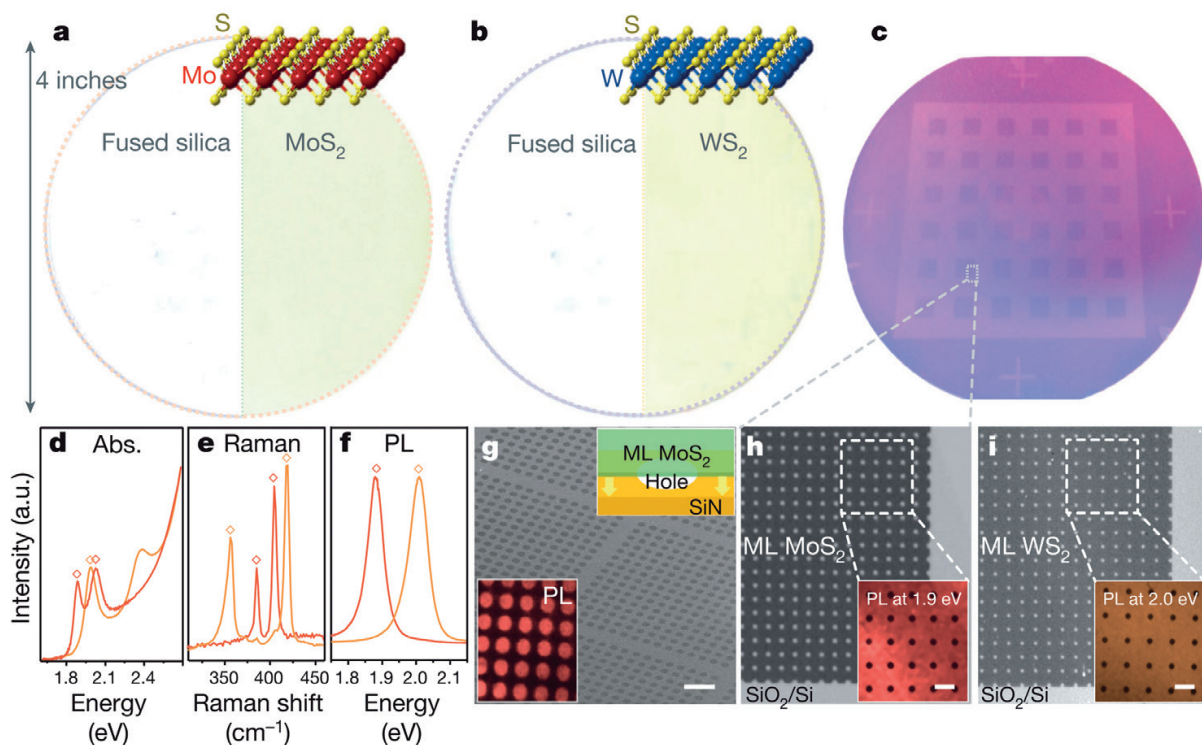 a
S
Mo
4 inches
Fused silica
MoS₂
b
S
W
Fused silica
WS₂
c
d
Abs.
Intensity (a.u.)
1.8 2.0 2.4
Energy
(eV)
e
Raman
350 400 450
Raman shift
(cm⁻¹)
f
PL
1.8 1.9 2.0 2.1
Energy
(eV)
g
ML MoS₂
Hole
SiN
PL
h
ML MoS₂
PL at 1.9 eV
SiO₂/Si
i
ML WS₂
PL at 2.0 eV
SiO₂/Si